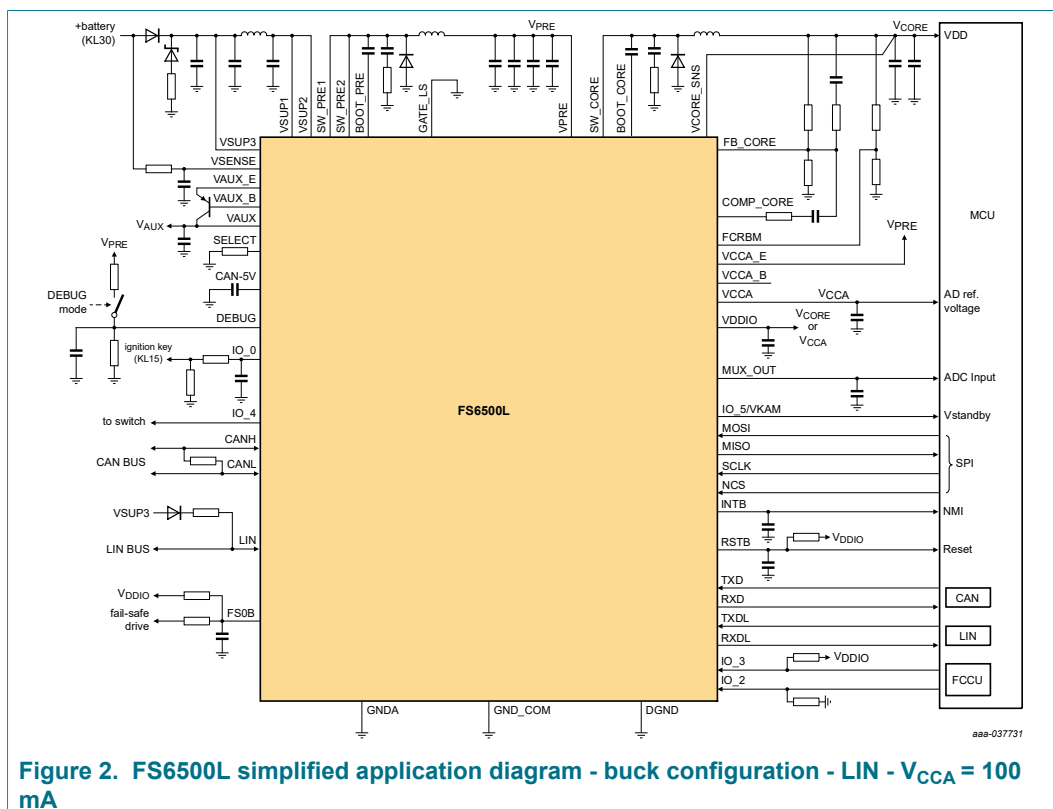 +battery
(KL30)
VPRE
VCORE
VDD
VSUP1
VSUP2
SW_PRE1
SW_PRE2
BOOT_PRE
GATE_LS
VPRE
SW_CORE
BOOT_CORE
VCORE_SNS
VSUP3
VSENSE
VAUX_E
VAUX_B
VAUX
VAUX
SELECT
VPRE
CAN-5V
DEBUG
mode
DEBUG
ignition key
(KL15)
IO_0
IO_4
to switch
CANH
CAN BUS
CANL
VSUP3
LIN
LIN BUS
VDDIO
fail-safe
drive
FS0B
FS6500L
GNDA
GND_COM
DGND
FB_CORE
COMP_CORE
FCRBM
VPRE
VCCA_E
VCCA_B
VCCA
VCCA
VDDIO
VCORE
or
VCCA
MUX_OUT
IO_5/VKAM
MOSI
MISO
SCLK
NCS
INTB
RSTB
VDDIO
TXD
RXD
TXDL
RXDL
IO_3
VDDIO
IO_2
MCU
AD ref.
voltage
ADC Input
Vstandby
SPI
NMI
Reset
CAN
LIN
FCCU
aaa-037731
Figure 2. FS6500L simplified application diagram - buck configuration - LIN - VCCA = 100
mA